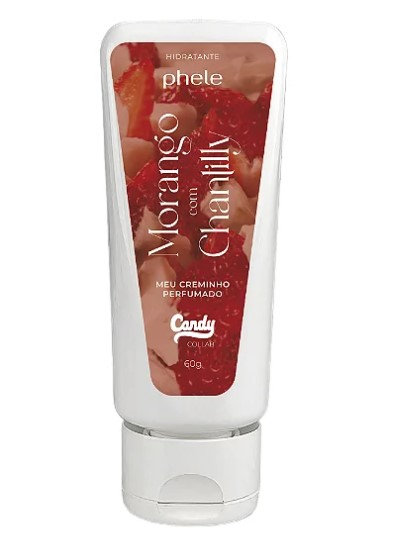 HIDRATANTE
phele
Morango
com
Chantilly
MEU CREMINHO
PERFUMADO
Candy
COLLAB
60g